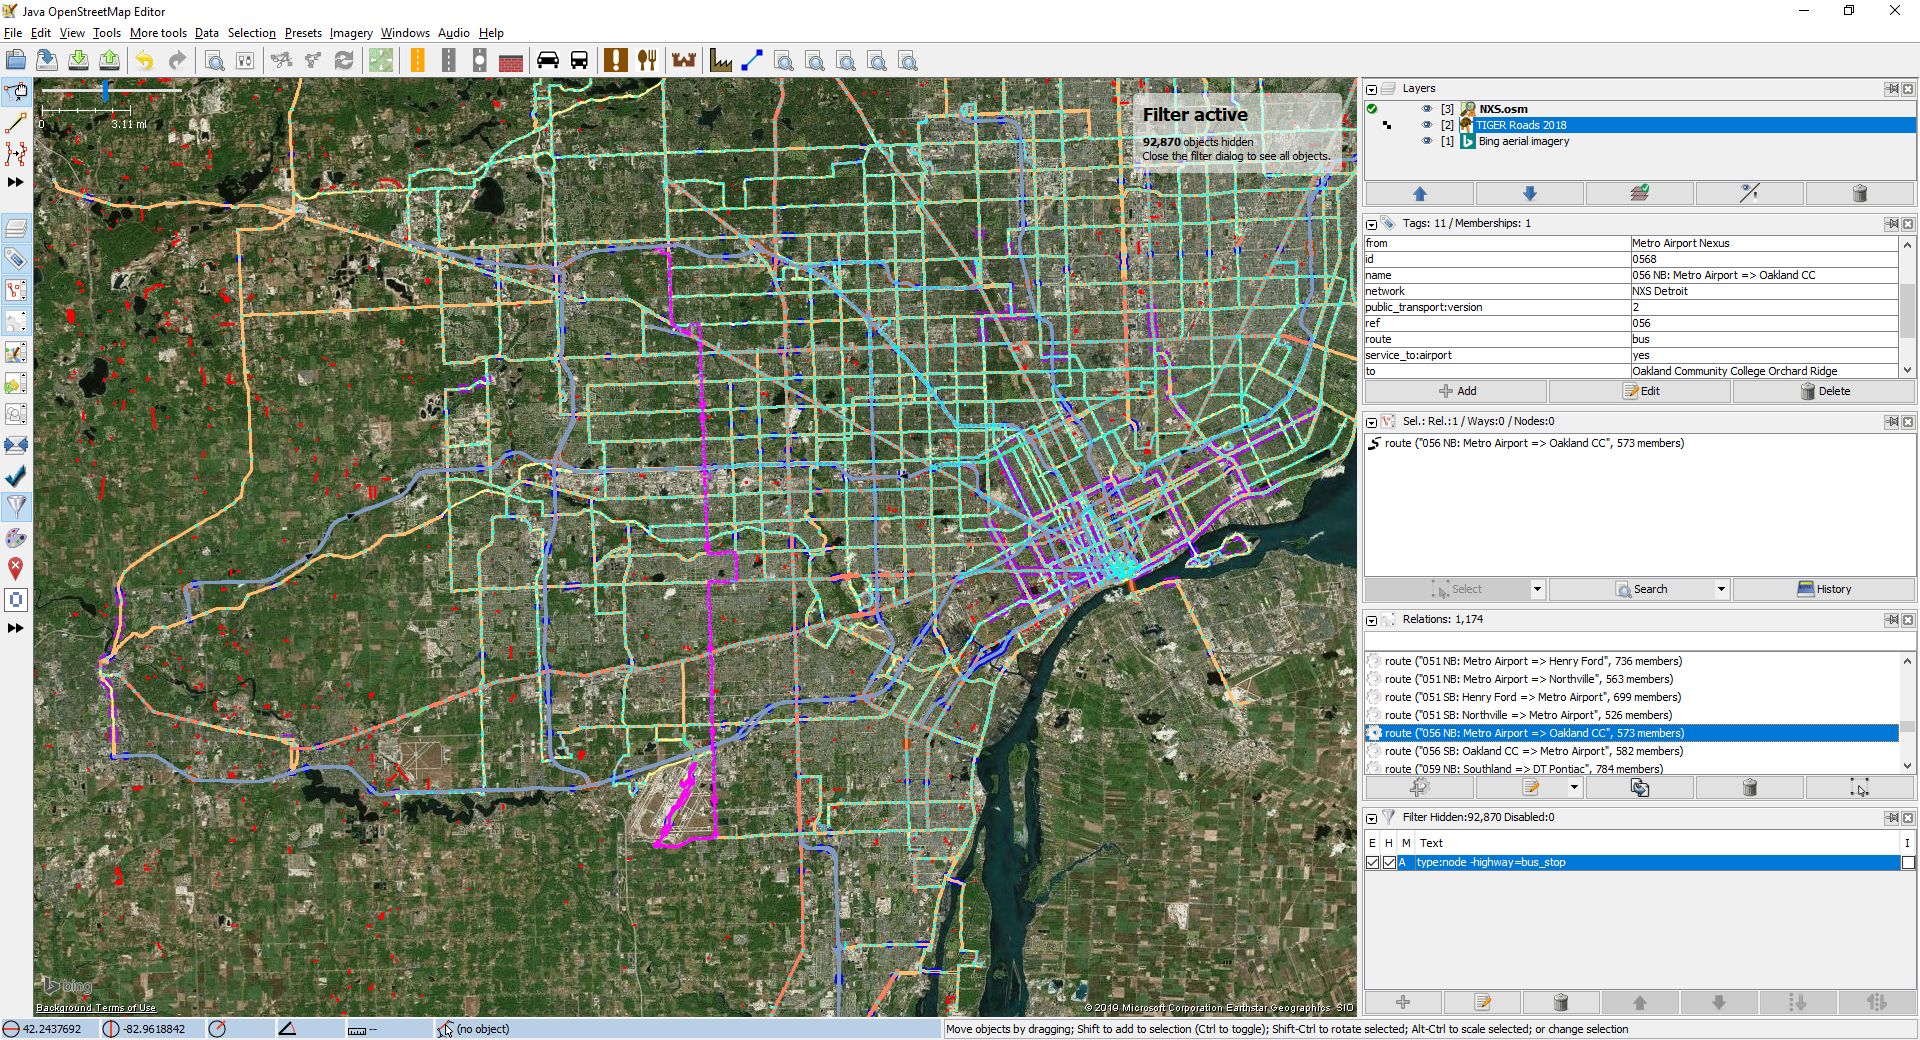 Java OpenStreetMap Editor
File Edit View Tools More tools Data Selection Presets Imagery Windows Audio Help
0
3.11 mi
Filter active
92,870 objects hidden
Close the filter dialog to see all objects.
bing
Background Terms of Use
© 2019 Microsoft Corporation Earthstar Geographics SIO
Layers
[3] NXS.osm
[2] TIGER Roads 2018
[1] Bing aerial imagery
Tags: 11 / Memberships: 1
from Metro Airport Nexus
id 0568
name 056 NB: Metro Airport => Oakland CC
network NXS Detroit
public_transport:version 2
ref 056
route bus
service_to:airport yes
to Oakland Community College Orchard Ridge
Add Edit Delete
Sel.: Rel.:1 / Ways:0 / Nodes:0
route ("056 NB: Metro Airport => Oakland CC", 573 members)
Select Search History
Relations: 1,174
route ("051 NB: Metro Airport => Henry Ford", 736 members)
route ("051 NB: Metro Airport => Northville", 563 members)
route ("051 SB: Henry Ford => Metro Airport", 699 members)
route ("051 SB: Northville => Metro Airport", 526 members)
route ("056 NB: Metro Airport => Oakland CC", 573 members)
route ("056 SB: Oakland CC => Metro Airport", 582 members)
route ("059 NB: Southland => DT Pontiac", 784 members)
Filter Hidden:92,870 Disabled:0
E H M Text I
A type:node -highway=bus_stop
42.2437692 -82.9618842 -- (no object)
Move objects by dragging; Shift to add to selection (Ctrl to toggle); Shift-Ctrl to rotate selected; Alt-Ctrl to scale selected; or change selection